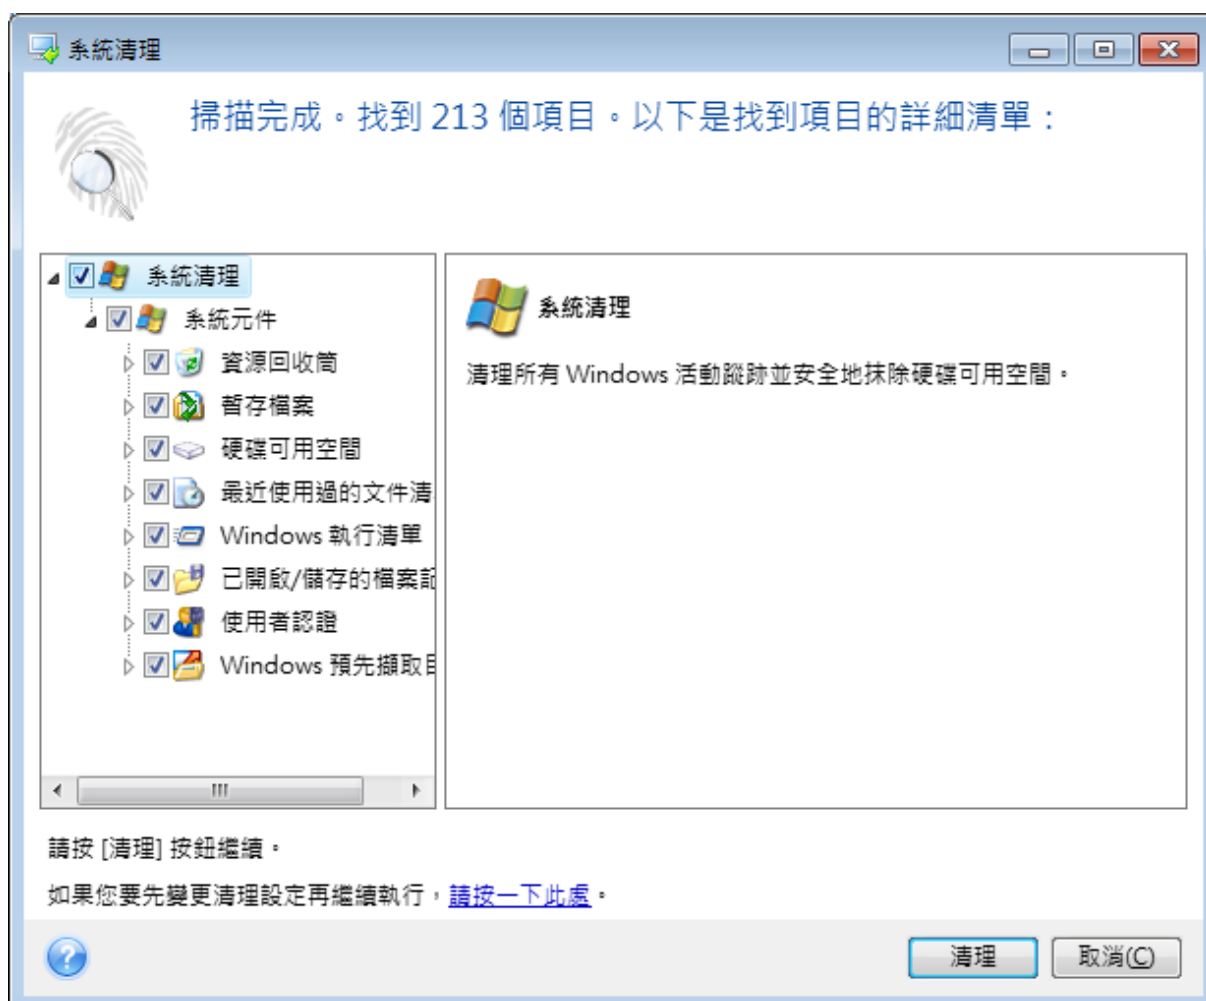 系統清理
掃描完成。找到 213 個項目。以下是找到項目的詳細清單：
系統清理
系統元件
資源回收筒
暫存檔案
硬碟可用空間
最近使用過的文件清
Windows 執行清單
已開啟/儲存的檔案記
使用者認證
Windows 預先擷取目
系統清理
清理所有 Windows 活動蹤跡並安全地抹除硬碟可用空間。
請按 [清理] 按鈕繼續。
如果您要先變更清理設定再繼續執行，請按一下此處。
清理
取消(C)